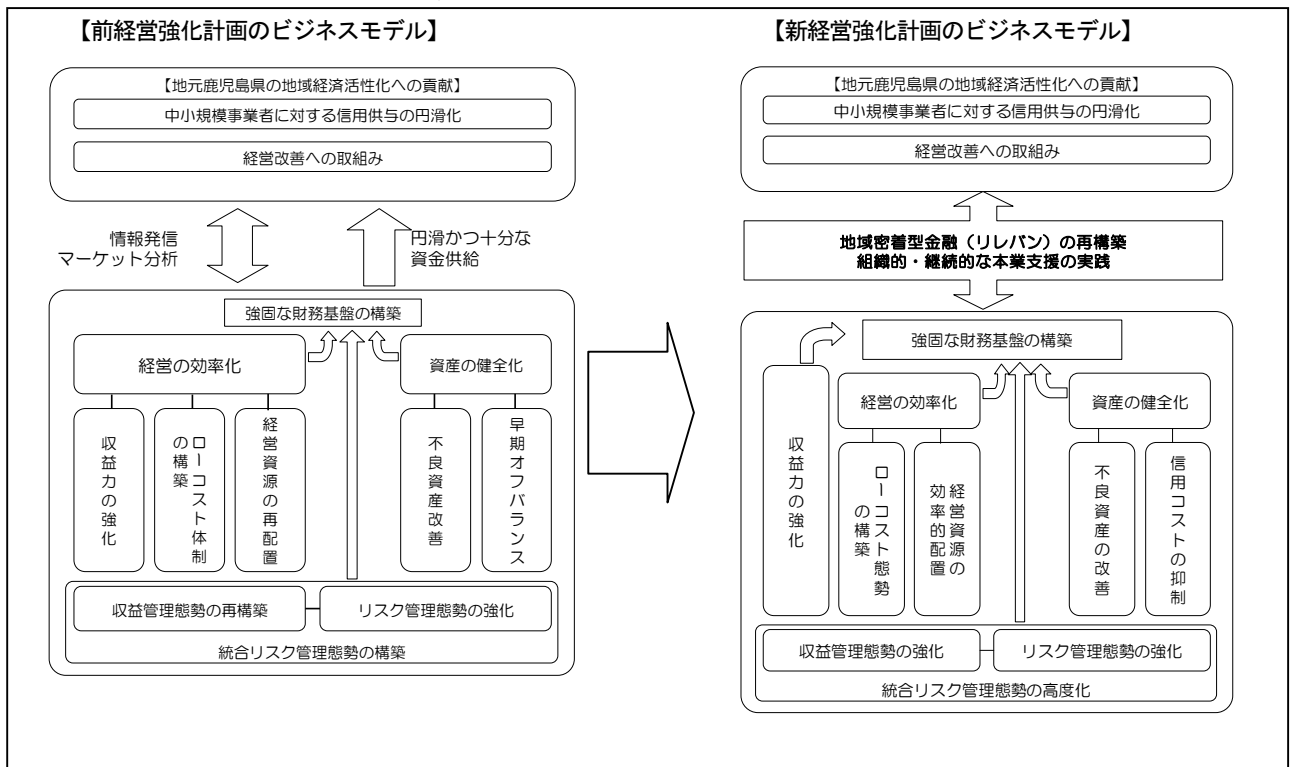 【前経営強化計画のビジネスモデル】
【地元鹿児島県の地域経済活性化への貢献】
中小規模事業者に対する信用供与の円滑化
経営改善への取組み
情報発信
マーケット分析
円滑かつ十分な
資金供給
強固な財務基盤の構築
経営の効率化
資産の健全化
収益力の強化
ローコスト体制
の構築
経営資源の再配置
不良資産改善
早期オフバランス
収益管理態勢の再構築
リスク管理態勢の強化
統合リスク管理態勢の構築
【新経営強化計画のビジネスモデル】
【地元鹿児島県の地域経済活性化への貢献】
中小規模事業者に対する信用供与の円滑化
経営改善への取組み
地域密着型金融（リレバン）の再構築
組織的・継続的な本業支援の実践
強固な財務基盤の構築
収益力の強化
経営の効率化
資産の健全化
ローコスト態勢
の構築
経営資源の
効率的配置
不良資産の改善
信用コストの抑制
収益管理態勢の強化
リスク管理態勢の強化
統合リスク管理態勢の高度化